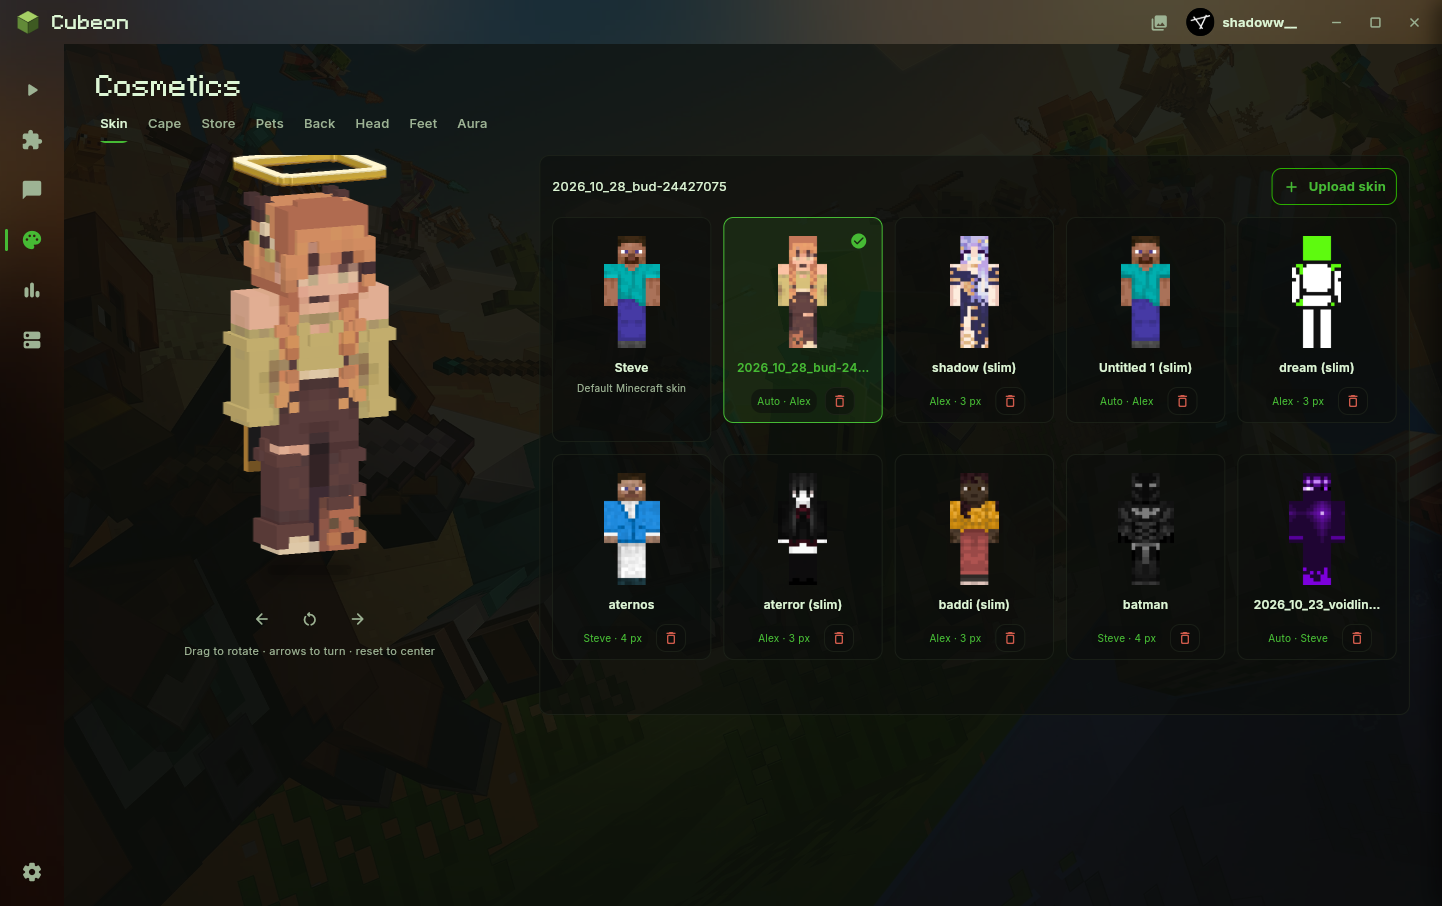 Cubeon
shadoww__
Cosmetics
Skin Cape Store Pets Back Head Feet Aura
2026_10_28_bud-24427075
Upload skin
Steve
Default Minecraft skin
2026_10_28_bud-24...
Auto · Alex
shadow (slim)
Alex · 3 px
Untitled 1 (slim)
Auto · Alex
dream (slim)
Alex · 3 px
aternos
Steve · 4 px
aterror (slim)
Alex · 3 px
baddi (slim)
Alex · 3 px
batman
Steve · 4 px
2026_10_23_voidlin...
Auto · Steve
Drag to rotate · arrows to turn · reset to center